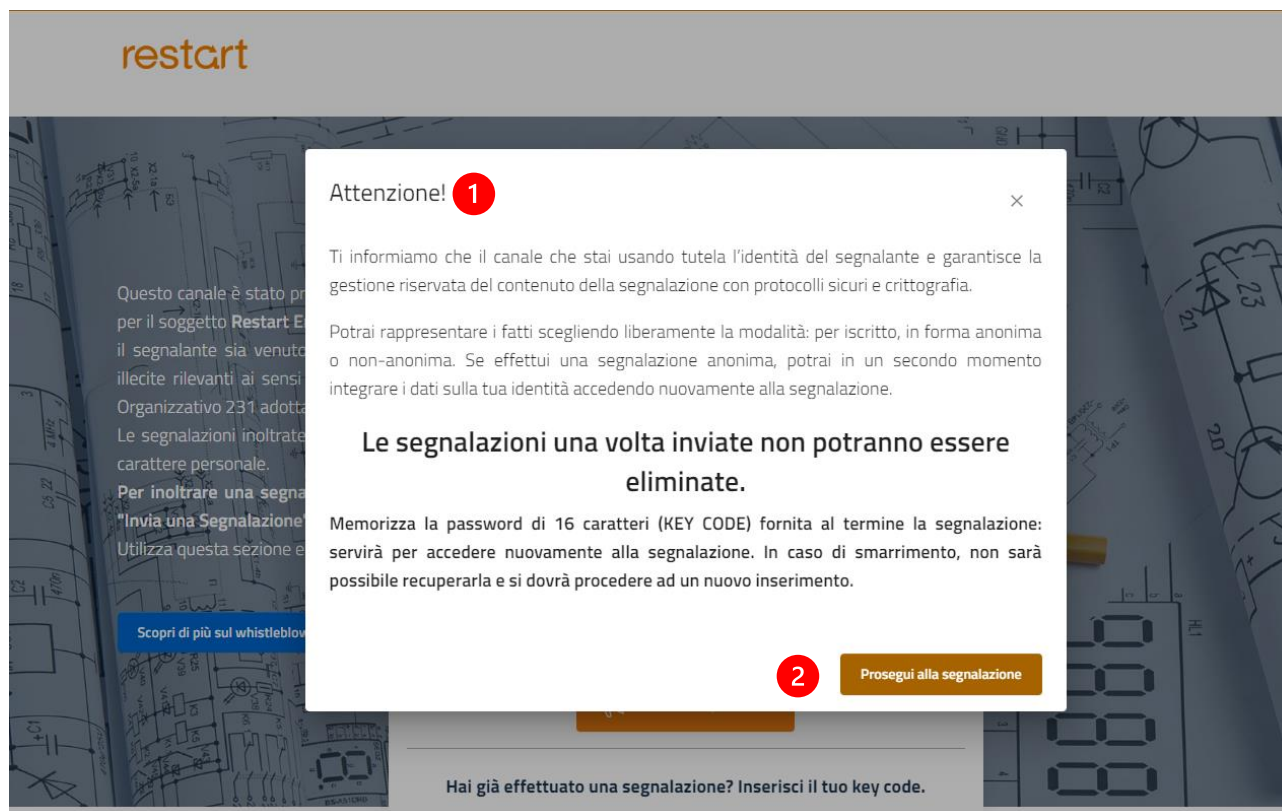 restart
Attenzione! 1
×
Ti informiamo che il canale che stai usando tutela l'identità del segnalante e garantisce la
gestione riservata del contenuto della segnalazione con protocolli sicuri e crittografia.
Potrai rappresentare i fatti scegliendo liberamente la modalità: per iscritto, in forma anonima
o non-anonima. Se effettui una segnalazione anonima, potrai in un secondo momento
integrare i dati sulla tua identità accedendo nuovamente alla segnalazione.
Le segnalazioni una volta inviate non potranno essere
eliminate.
Memorizza la password di 16 caratteri (KEY CODE) fornita al termine la segnalazione:
servirà per accedere nuovamente alla segnalazione. In caso di smarrimento, non sarà
possibile recuperarla e si dovrà procedere ad un nuovo inserimento.
2 Prosegui alla segnalazione
Questo canale è stato pr
per il soggetto Restart E
il segnalante sia venuto
illecite rilevanti ai sensi
Organizzativo 231 adotta
Le segnalazioni inoltrate
carattere personale.
Per inoltrare una segna
"Invia una Segnalazione"
Utilizza questa sezione e
Scopri di più sul whistleblow
Hai già effettuato una segnalazione? Inserisci il tuo key code.